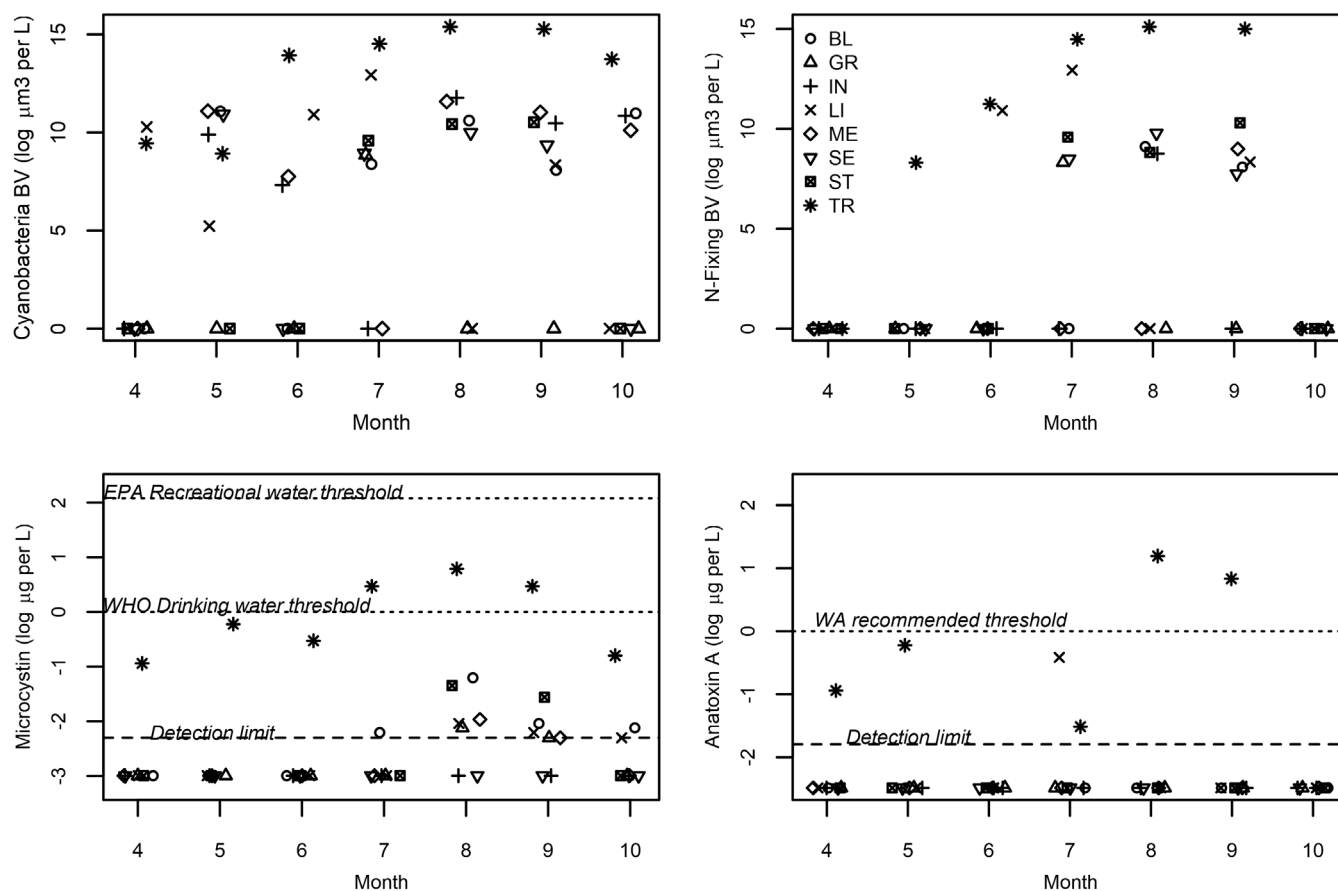 Cyanobacteria BV (log μm3 per L)
15
10
5
0
4 5 6 7 8 9 10
Month
N-Fixing BV (log μm3 per L)
15
10
5
0
BL
GR
IN
LI
ME
SE
ST
TR
4 5 6 7 8 9 10
Month
Microcystin (log μg per L)
2
1
0
-1
-2
-3
EPA Recreational water threshold
WHO Drinking water threshold
Detection limit
4 5 6 7 8 9 10
Month
Anatoxin A (log μg per L)
2
1
0
-1
-2
WA recommended threshold
Detection limit
4 5 6 7 8 9 10
Month